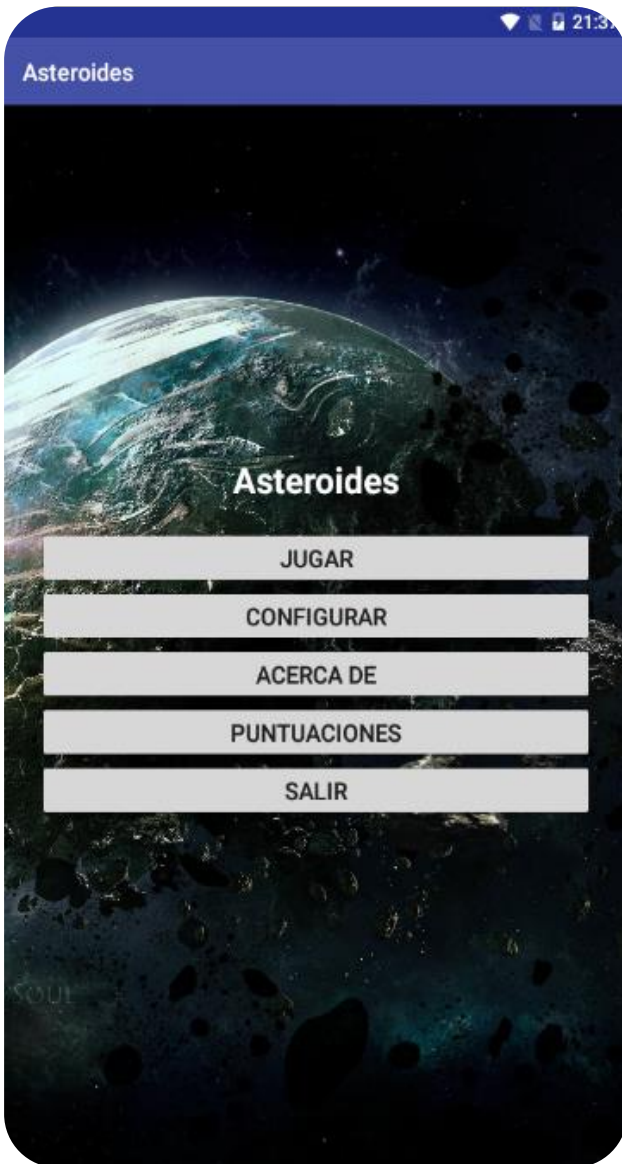 21:37
Asteroides
Asteroides
JUGAR
CONFIGURAR
ACERCA DE
PUNTUACIONES
SALIR
SOUL